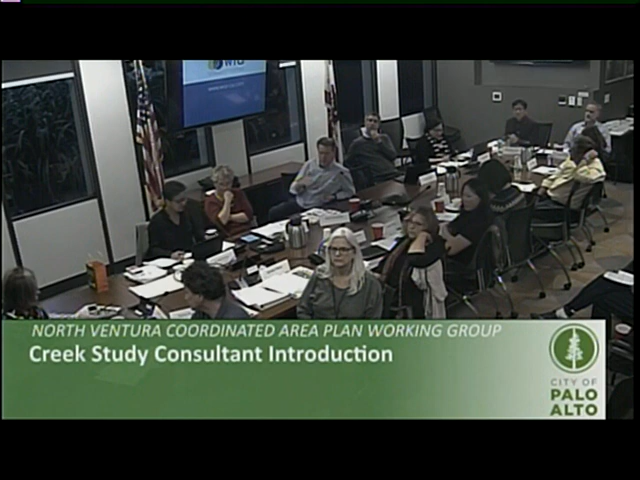 NORTH VENTURA COORDINATED AREA PLAN WORKING GROUP
Creek Study Consultant Introduction
CITY OF
PALO
ALTO